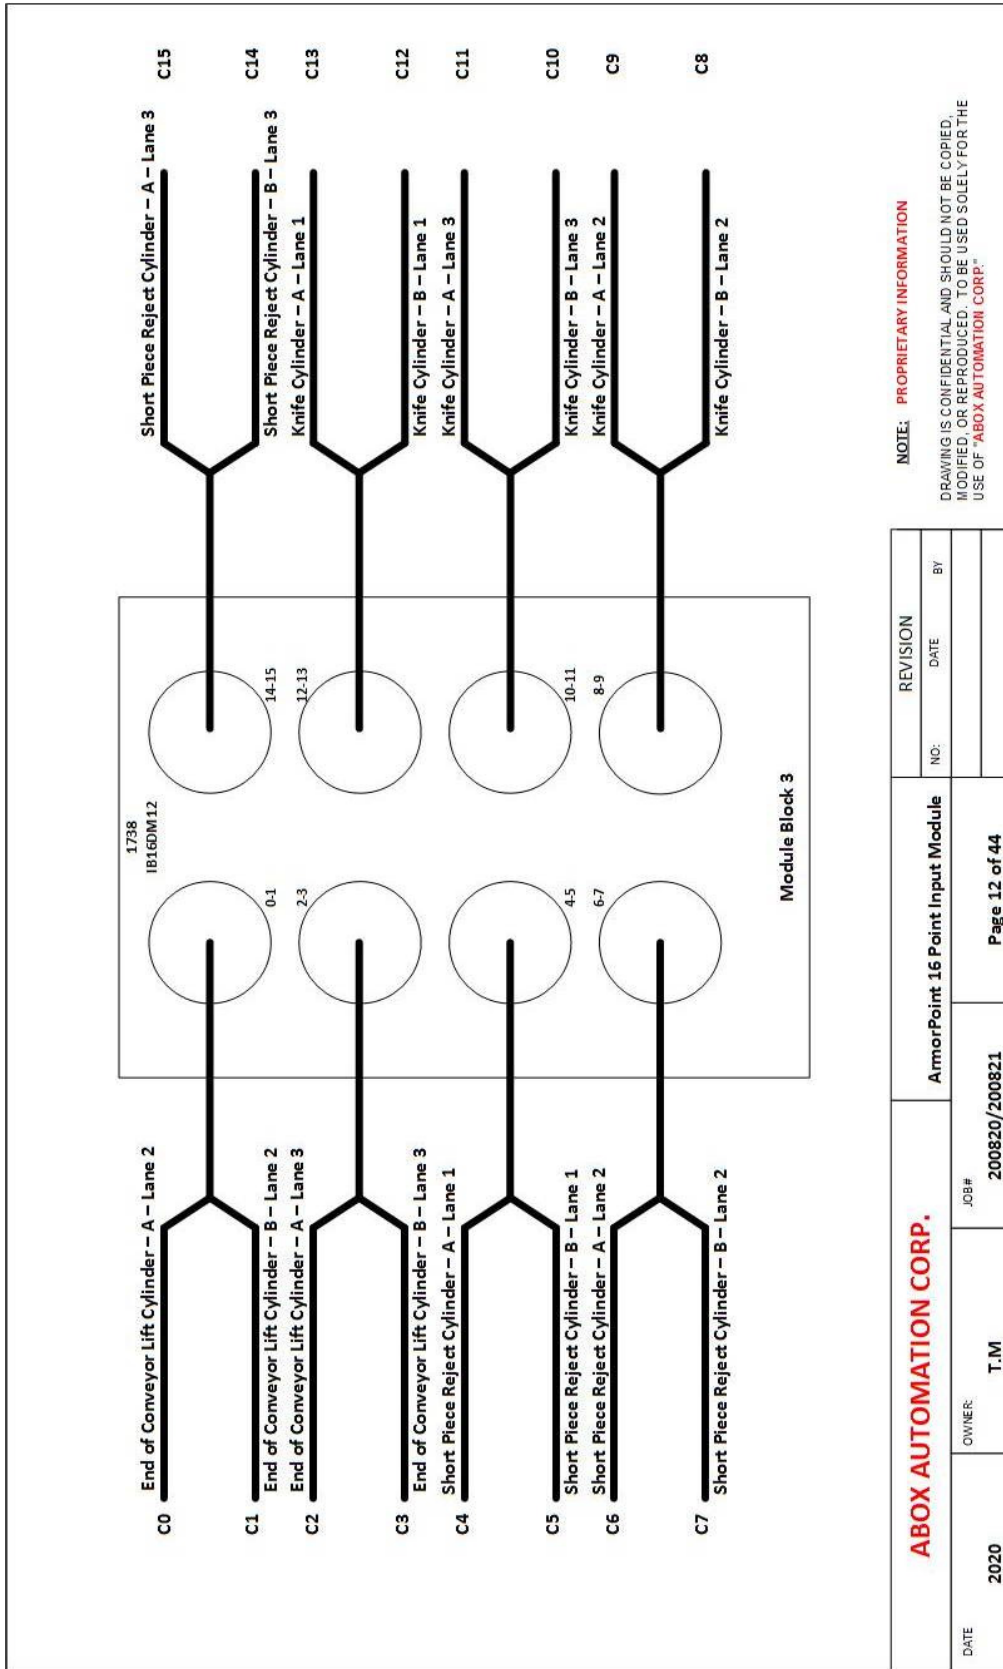 1738
IB16DM12
End of Conveyor Lift Cylinder – A – Lane 2
C0
0-1
C1
End of Conveyor Lift Cylinder – B – Lane 2
End of Conveyor Lift Cylinder – A – Lane 3
C2
2-3
C3
End of Conveyor Lift Cylinder – B – Lane 3
Short Piece Reject Cylinder – A – Lane 1
C4
4-5
C5
Short Piece Reject Cylinder – B – Lane 1
Short Piece Reject Cylinder – A – Lane 2
C6
6-7
C7
Short Piece Reject Cylinder – B – Lane 2
Short Piece Reject Cylinder – A – Lane 3
C15
14-15
C14
Short Piece Reject Cylinder – B – Lane 3
Knife Cylinder – A – Lane 1
C13
12-13
C12
Knife Cylinder – B – Lane 1
Knife Cylinder – A – Lane 3
C11
10-11
C10
Knife Cylinder – B – Lane 3
Knife Cylinder – A – Lane 2
C9
8-9
C8
Knife Cylinder – B – Lane 2
Module Block 3
ABOX AUTOMATION CORP.
ArmorPoint 16 Point Input Module
REVISION
NO: DATE BY
DATE 2020
OWNER: T.M
JOB# 200820/200821
Page 12 of 44
NOTE: PROPRIETARY INFORMATION
DRAWING IS CONFIDENTIAL AND SHOULD NOT BE COPIED,
MODIFIED, OR REPRODUCED. TO BE USED SOLELY FOR THE
USE OF "ABOX AUTOMATION CORP."